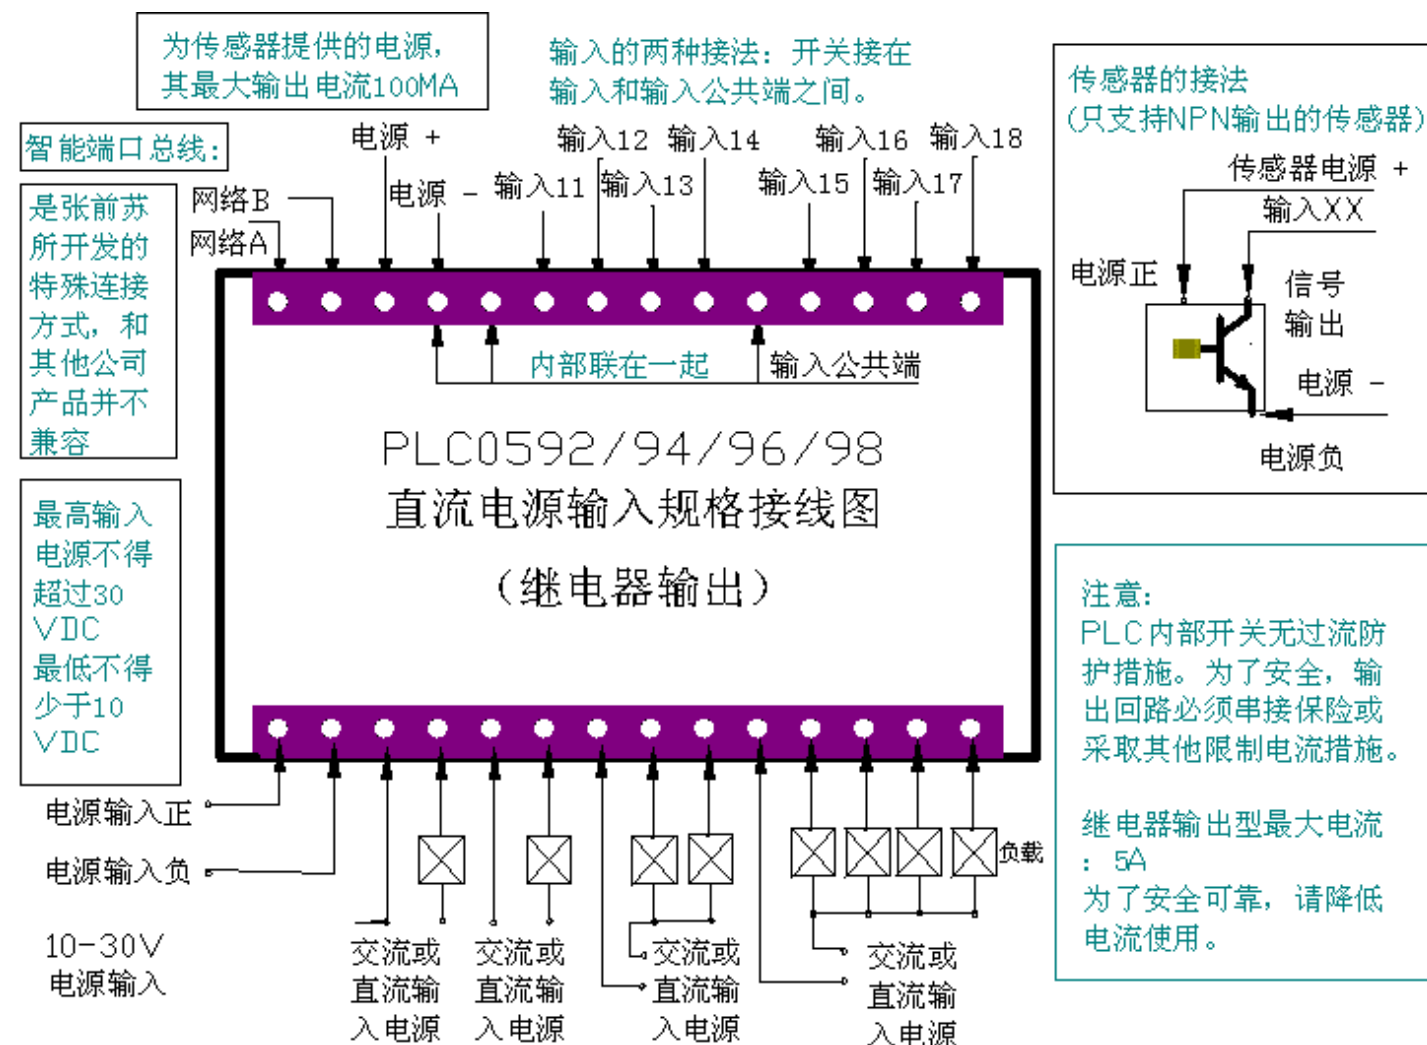 为传感器提供的电源，
其最大输出电流100MA
输入的两种接法：开关接在
输入和输入公共端之间。
传感器的接法
(只支持NPN输出的传感器)
智能端口总线：
是张前苏
所开发的
特殊连接
方式，和
其他公司
产品并不
兼容
网络B
网络A
电源 +
电源 -
输入11
输入12
输入13
输入14
输入15
输入16
输入17
输入18
传感器电源 +
输入XX
电源正
信号
输出
电源 -
电源负
内部联在一起
输入公共端
PLC0592/94/96/98
直流电源输入规格接线图
（继电器输出）
最高输入
电源不得
超过30
VDC
最低不得
少于10
VDC
注意：
PLC内部开关无过流防
护措施。为了安全，输
出回路必须串接保险或
采取其他限制电流措施。
继电器输出型最大电流
：5A
为了安全可靠，请降低
电流使用。
电源输入正
电源输入负
10-30V
电源输入
负载
交流或
直流输
入电源
交流或
直流输
入电源
交流或
直流输
入电源
交流或
直流输
入电源